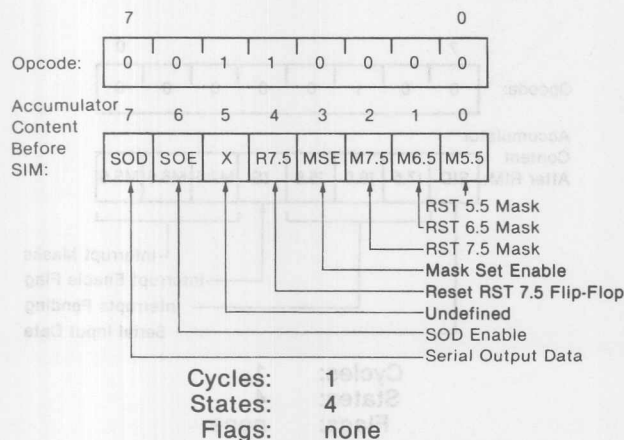 7 0
Opcode: 0 0 1 1 0 0 0 0
Accumulator 7 6 5 4 3 2 1 0
Content
Before
SIM: SOD SOE X R7.5 MSE M7.5 M6.5 M5.5
RST 5.5 Mask
RST 6.5 Mask
RST 7.5 Mask
Mask Set Enable
Reset RST 7.5 Flip-Flop
Undefined
SOD Enable
Serial Output Data
Cycles: 1
States: 4
Flags: none